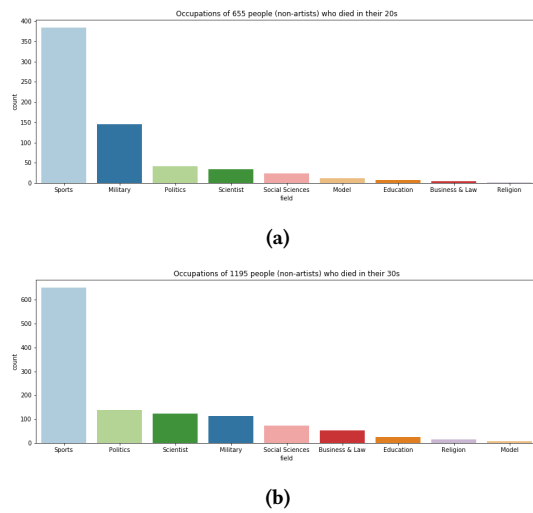 Occupations of 655 people (non-artists) who died in their 20s
400
350
300
250
200
150
100
50
0
count
Sports Military Politics Scientist Social Sciences Model Education Business & Law Religion
field
(a)
Occupations of 1195 people (non-artists) who died in their 30s
600
500
400
300
200
100
0
count
Sports Politics Scientist Military Social Sciences Business & Law Education Religion Model
field
(b)